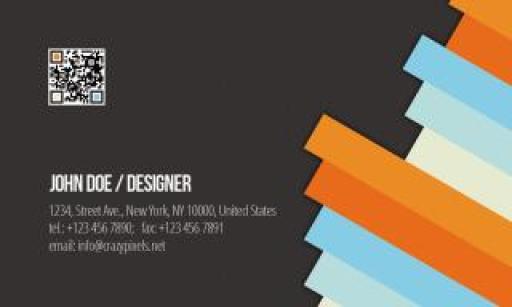 JOHN DOE / DESIGNER
1234, Street Ave., New York, NY 10000, United States
tel.: +123 456 7890;  fax: +123 456 7891
email: info@crazypixels.net